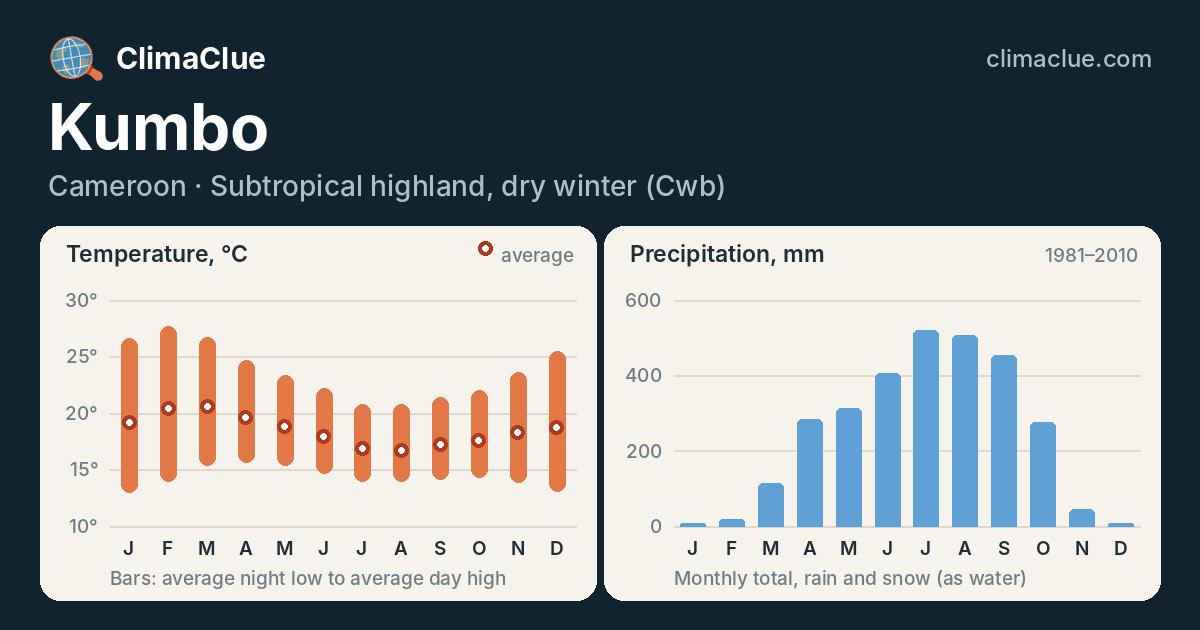 ClimaClue
climaclue.com
Kumbo
Cameroon · Subtropical highland, dry winter (Cwb)
Temperature, °C
average
30°
25°
20°
15°
10°
J F M A M J J A S O N D
Bars: average night low to average day high
Precipitation, mm
1981–2010
600
400
200
0
J F M A M J J A S O N D
Monthly total, rain and snow (as water)